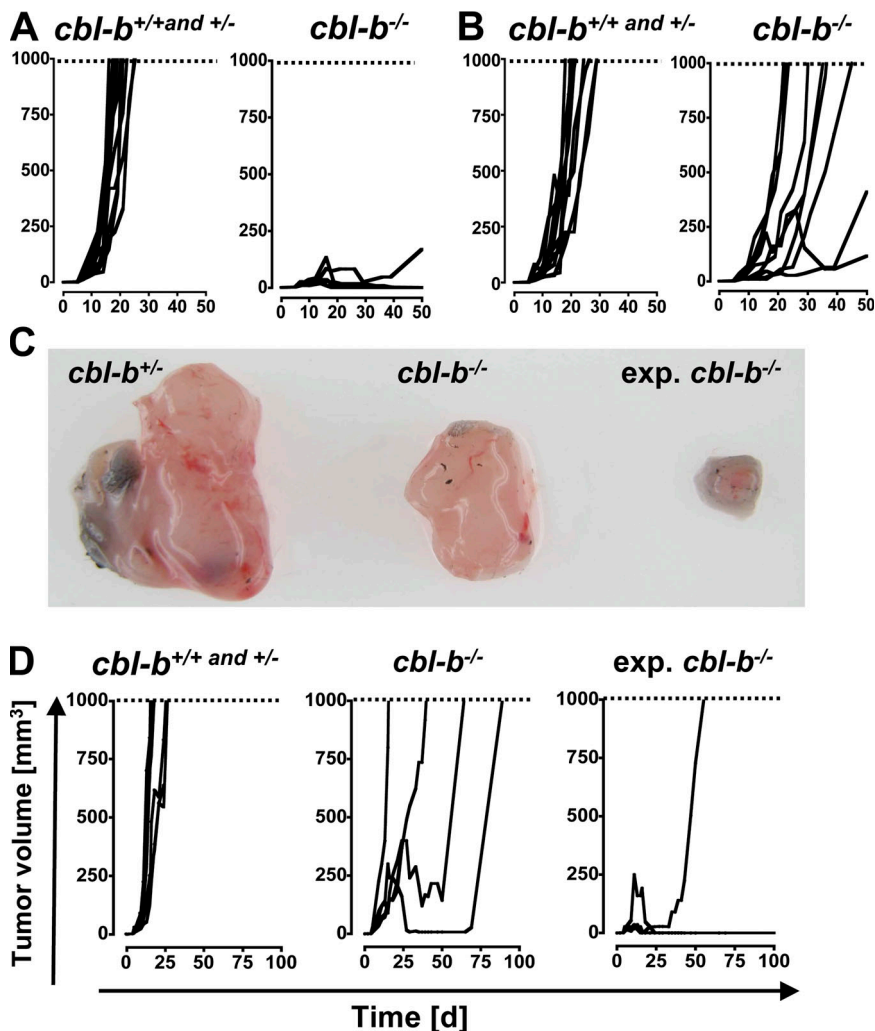 A
cbl-b+/+and +/-
cbl-b-/-
1000
750
500
250
0
0 10 20 30 40 50
1000
750
500
250
0
0 10 20 30 40 50
B
cbl-b+/+ and +/-
cbl-b-/-
1000
750
500
250
0
0 10 20 30 40 50
1000
750
500
250
0
0 10 20 30 40 50
C
cbl-b+/-
cbl-b-/-
exp. cbl-b-/-
D
cbl-b+/+ and +/-
cbl-b-/-
exp. cbl-b-/-
Tumor volume [mm³]
1000
750
500
250
0
0 25 50 75 100
1000
750
500
250
0
0 25 50 75 100
1000
750
500
250
0
0 25 50 75 100
Time [d]